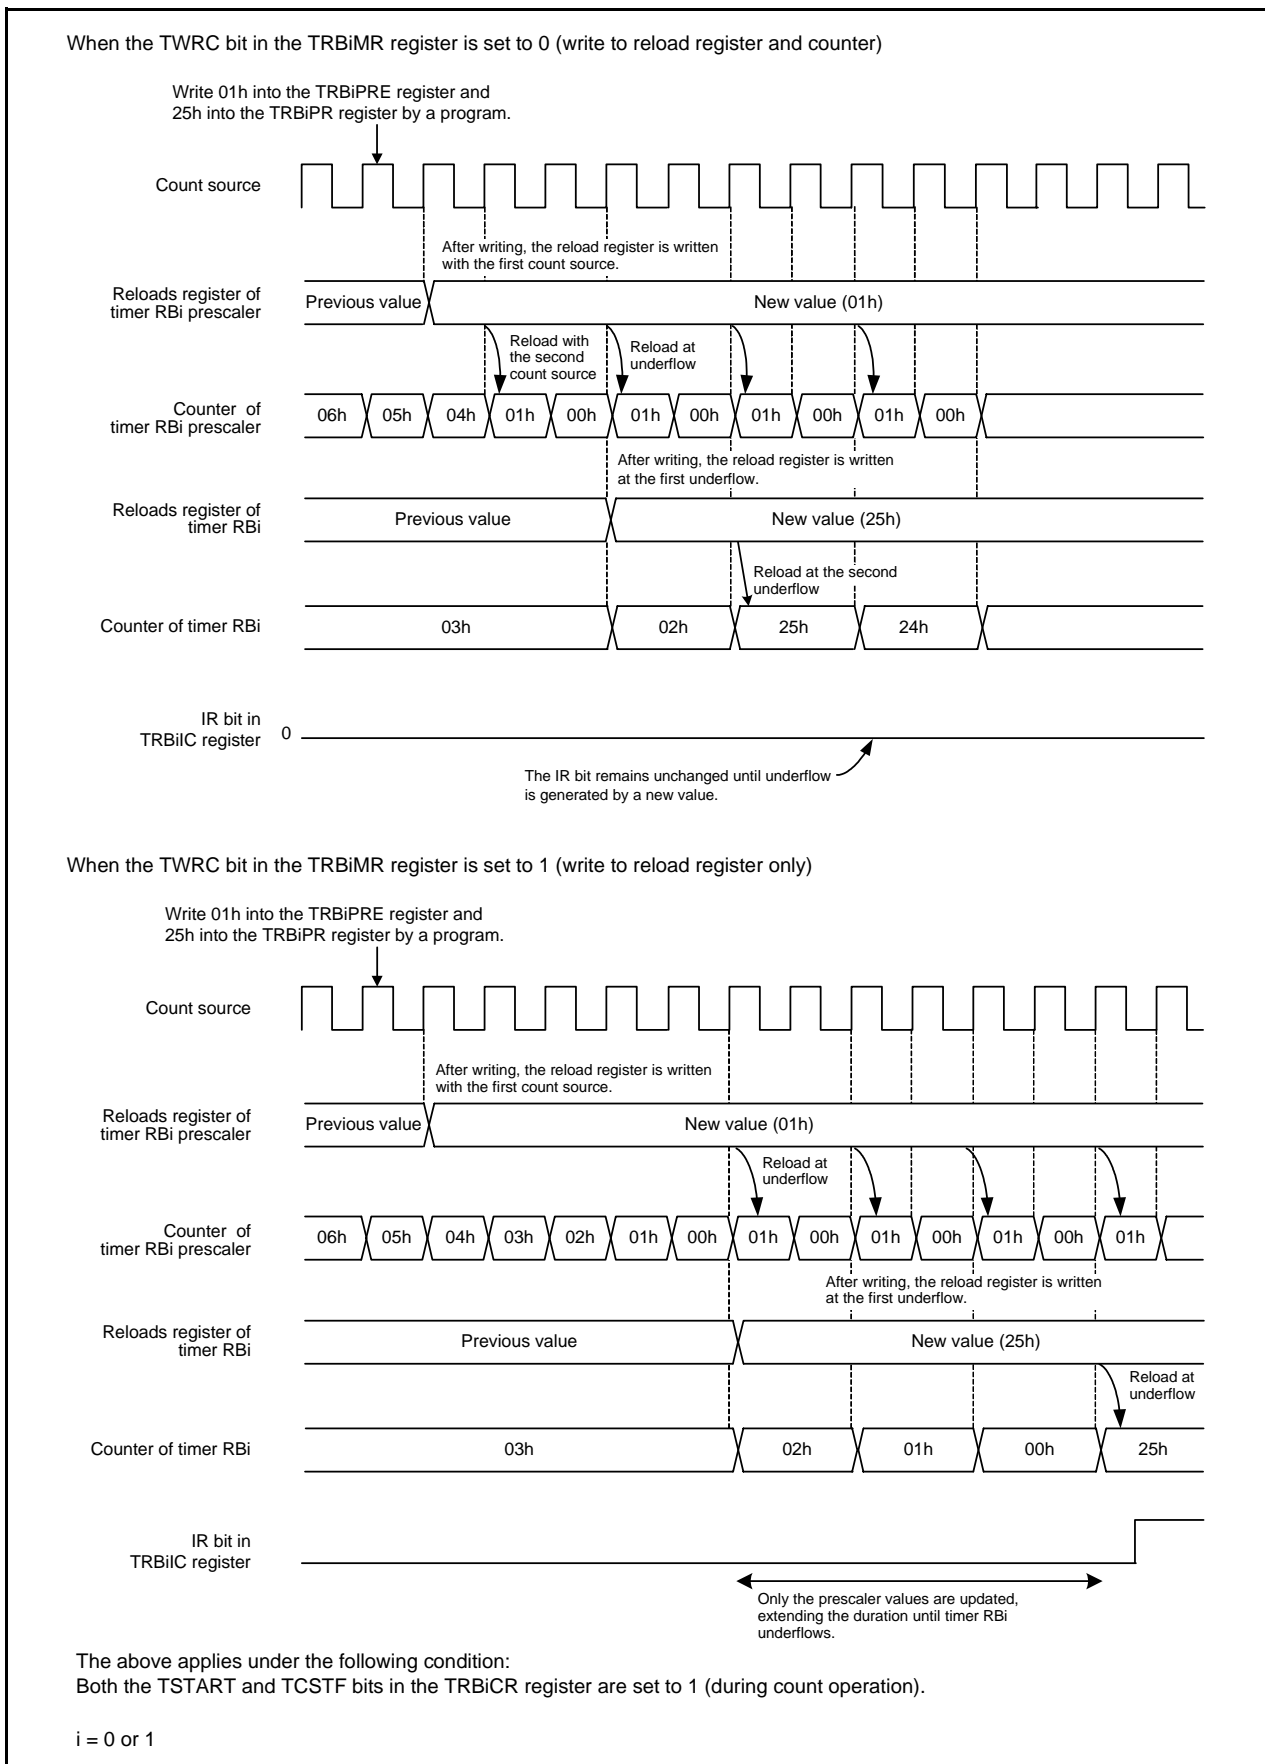 When the TWRC bit in the TRBiMR register is set to 0 (write to reload register and counter)
Write 01h into the TRBiPRE register and
25h into the TRBiPR register by a program.
Count source
After writing, the reload register is written
with the first count source.
Reloads register of
timer RBi prescaler
Previous value
New value (01h)
Reload with
the second
count source
Reload at
underflow
Counter of
timer RBi prescaler
06h 05h 04h 01h 00h 01h 00h 01h 00h 01h 00h
After writing, the reload register is written
at the first underflow.
Reloads register of
timer RBi
Previous value
New value (25h)
Reload at the second
underflow
Counter of timer RBi
03h 02h 25h 24h
IR bit in
TRBiIC register
0
The IR bit remains unchanged until underflow
is generated by a new value.
When the TWRC bit in the TRBiMR register is set to 1 (write to reload register only)
Write 01h into the TRBiPRE register and
25h into the TRBiPR register by a program.
Count source
After writing, the reload register is written
with the first count source.
Reloads register of
timer RBi prescaler
Previous value
New value (01h)
Reload at
underflow
Counter of
timer RBi prescaler
06h 05h 04h 03h 02h 01h 00h 01h 00h 01h 00h 01h 00h 01h
After writing, the reload register is written
at the first underflow.
Reloads register of
timer RBi
Previous value
New value (25h)
Reload at
underflow
Counter of timer RBi
03h 02h 01h 00h 25h
IR bit in
TRBiIC register
Only the prescaler values are updated,
extending the duration until timer RBi
underflows.
The above applies under the following condition:
Both the TSTART and TCSTF bits in the TRBiCR register are set to 1 (during count operation).
i = 0 or 1